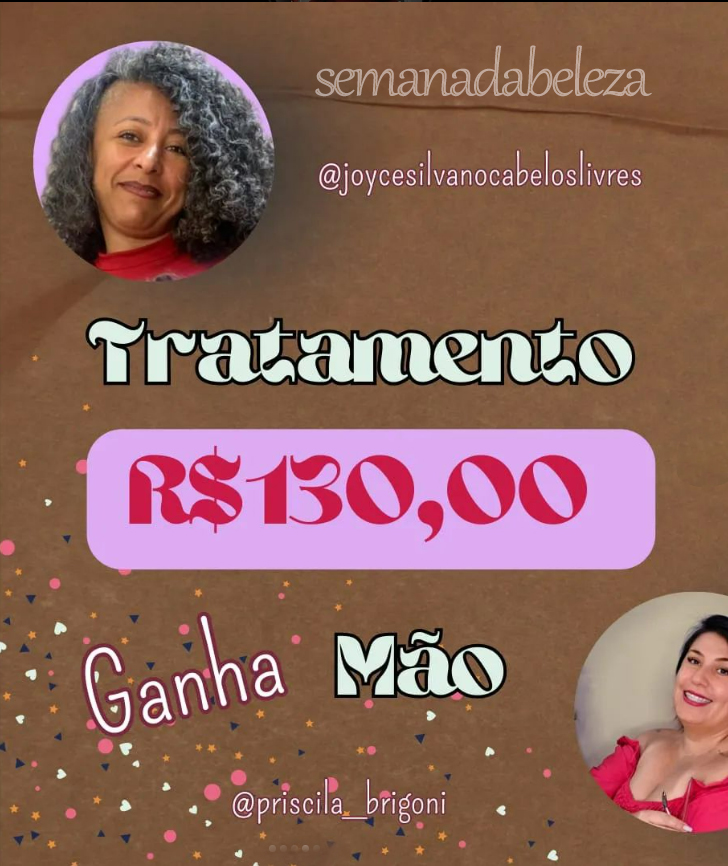 semanadabeleza
@joycesilvanocabeloslivres
Tratamento
R$130,00
Ganha Mão
@priscila_brigoni